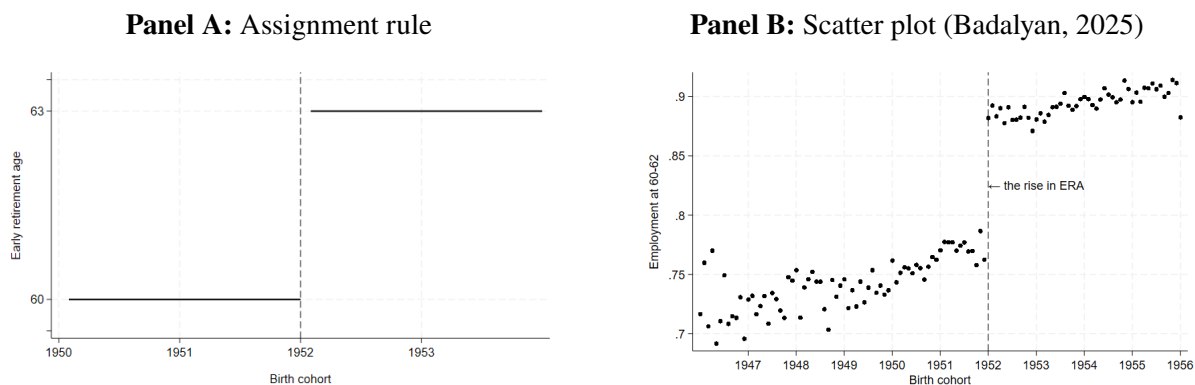 Panel A: Assignment rule
63
60
Early retirement age
1950 1951 1952 1953
Birth cohort
Panel B: Scatter plot (Badalyan, 2025)
.9
.85
.8
.75
.7
Employment at 60-62
← the rise in ERA
1947 1948 1949 1950 1951 1952 1953 1954 1955 1956
Birth cohort